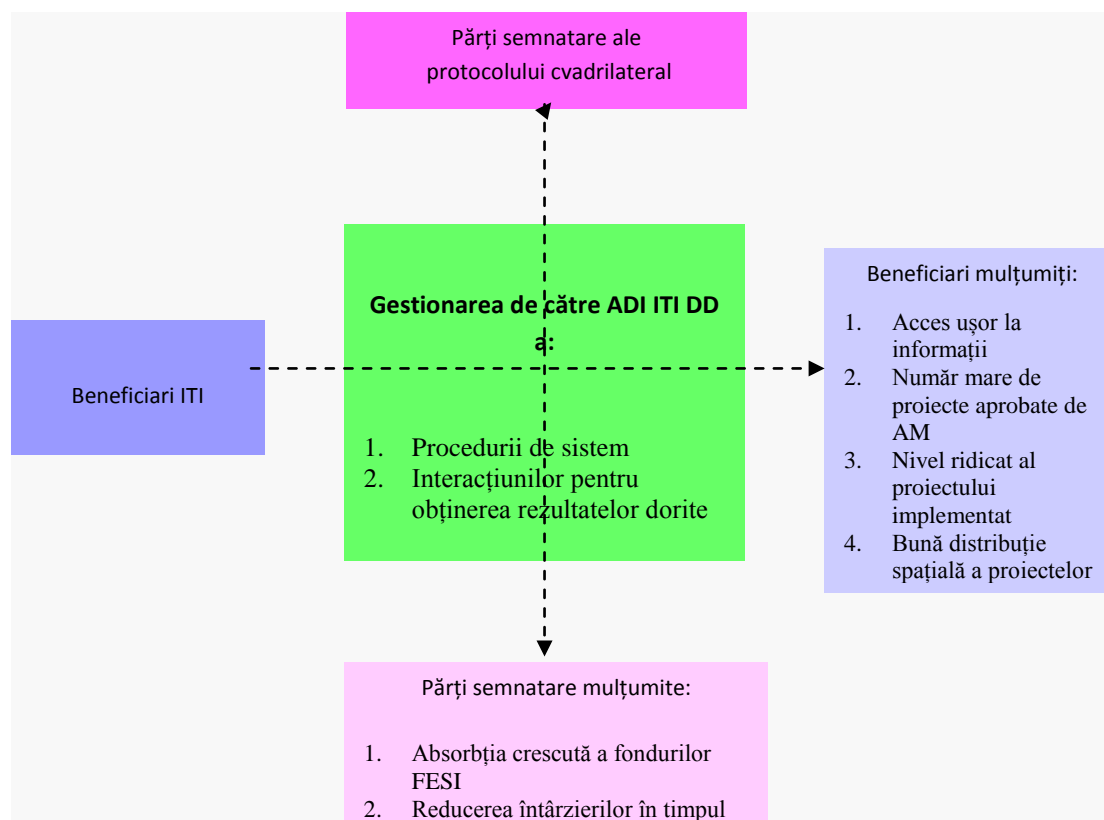 Părți semnatare ale
protocolului cvadrilateral
Gestionarea de către ADI ITI DD
a:
1. Procedurii de sistem
2. Interacțiunilor pentru
obținerea rezultatelor dorite
Beneficiari ITI
Beneficiari mulțumiți:
1. Acces ușor la
informații
2. Număr mare de
proiecte aprobate de
AM
3. Nivel ridicat al
proiectului
implementat
4. Bună distribuție
spațială a proiectelor
Părți semnatare mulțumite:
1. Absorbția crescută a fondurilor
FESI
2. Reducerea întârzierilor în timpul